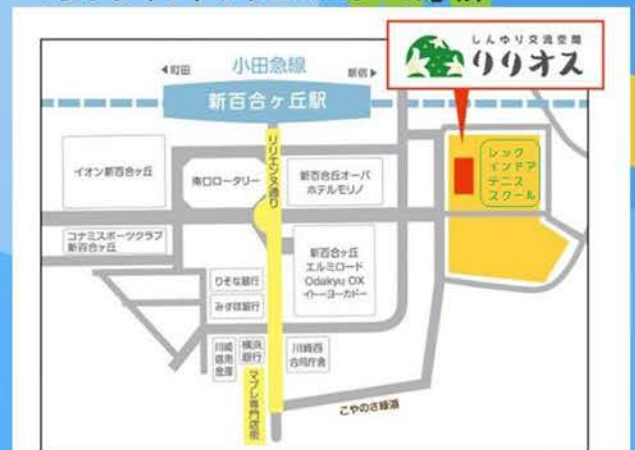 しんゆり交流空間
リリオス
◀町田
小田急線
新宿▶
新百合ヶ丘駅
イオン新百合ヶ丘
南口ロータリー
リリエンヌ通り
新百合丘オーパ
ホテルモリノ
レック
インドア
テニス
スクール
コナミスポーツクラブ
新百合ヶ丘
新百合ヶ丘
エルミロード
Odakyu OX
イトーヨーカドー
りそな銀行
みずほ銀行
川崎
信用
金庫
横浜
銀行
川崎西
合同庁舎
マプレ専門店街
こやのさ緑道